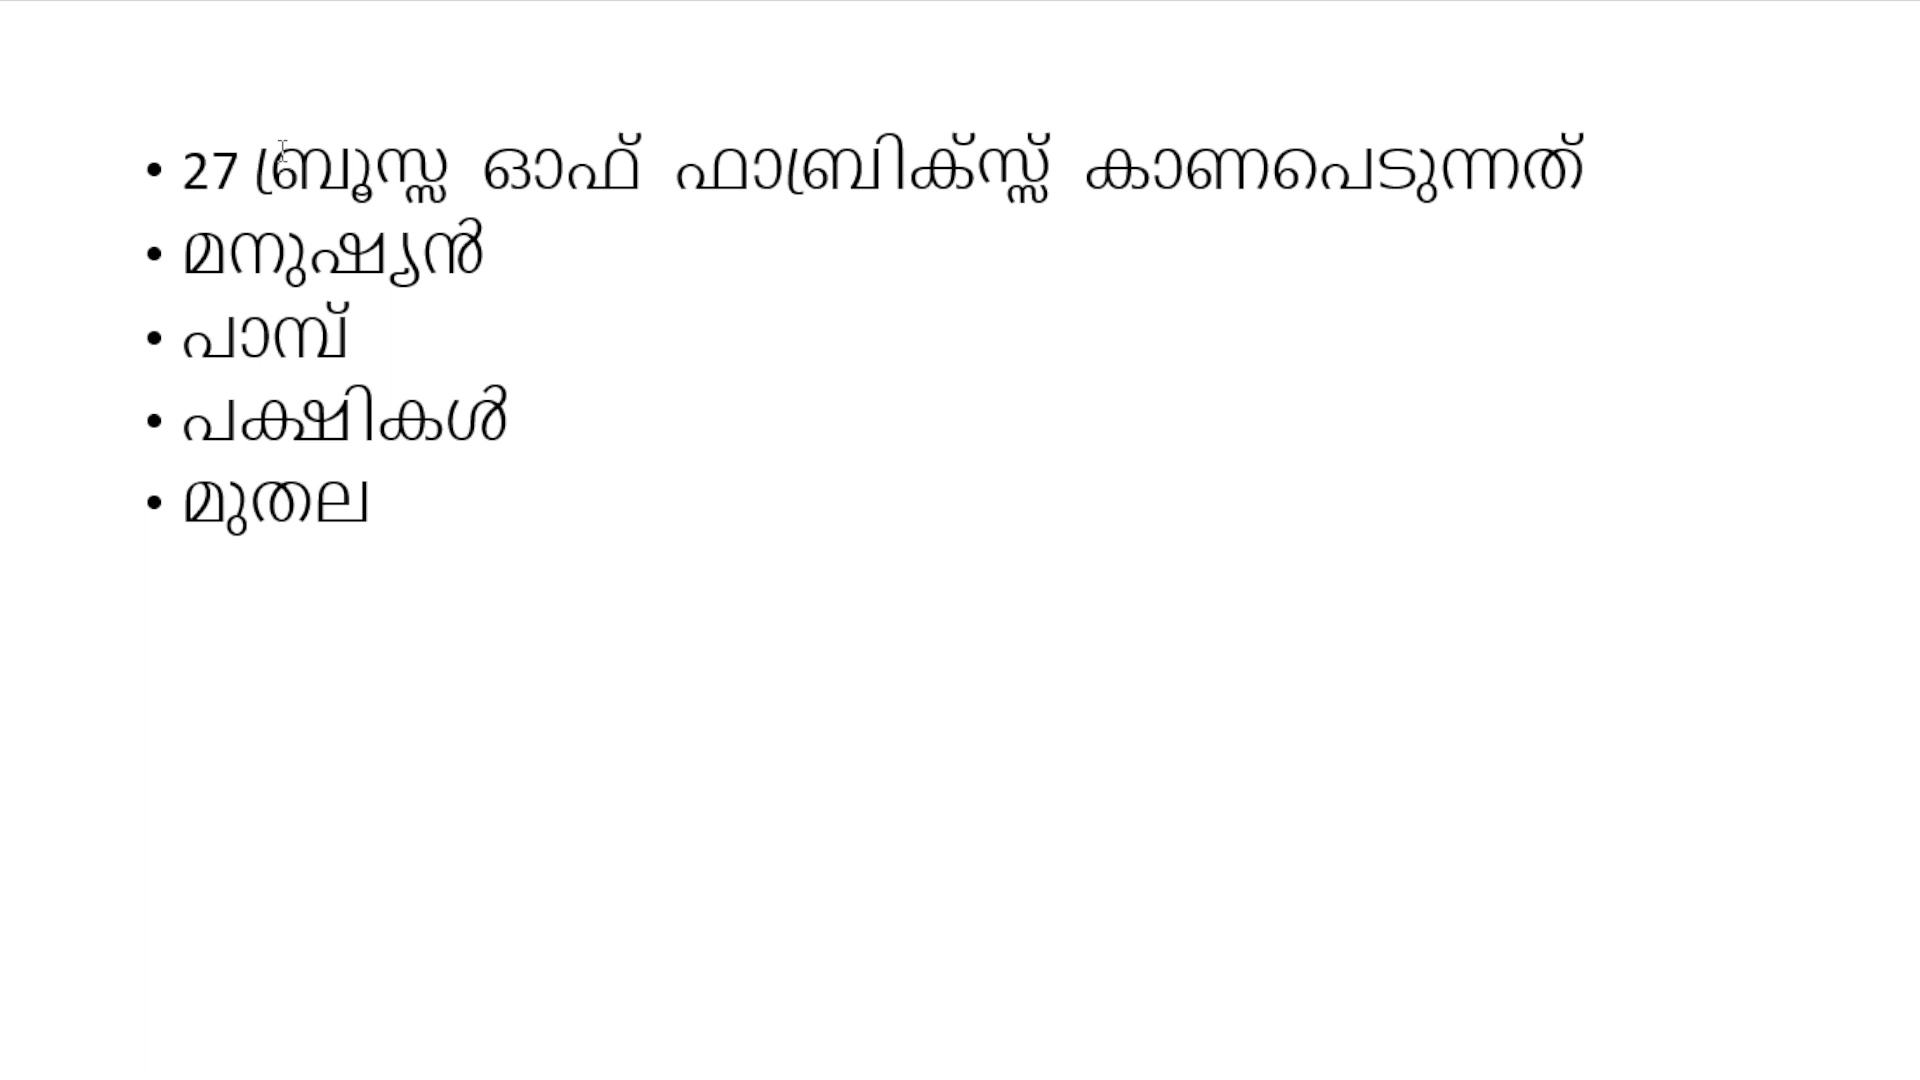 • 27 ബ്രൂസ്സ ഓഫ് ഫാബ്രിക്സ്സ് കാണപെടുന്നത്
• മനുഷ്യൻ
• പാമ്പ്
• പക്ഷികൾ
• മുതല